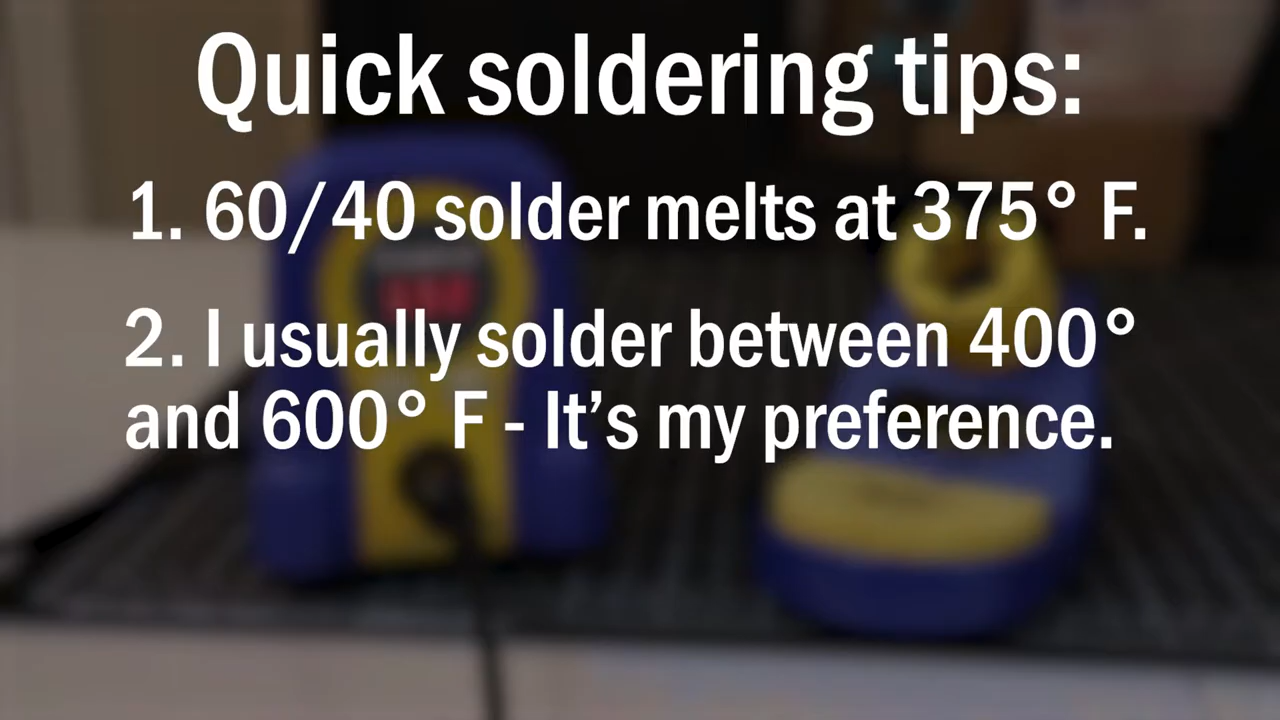 Quick soldering tips:
1. 60/40 solder melts at 375° F.
2. I usually solder between 400°
and 600° F - It’s my preference.